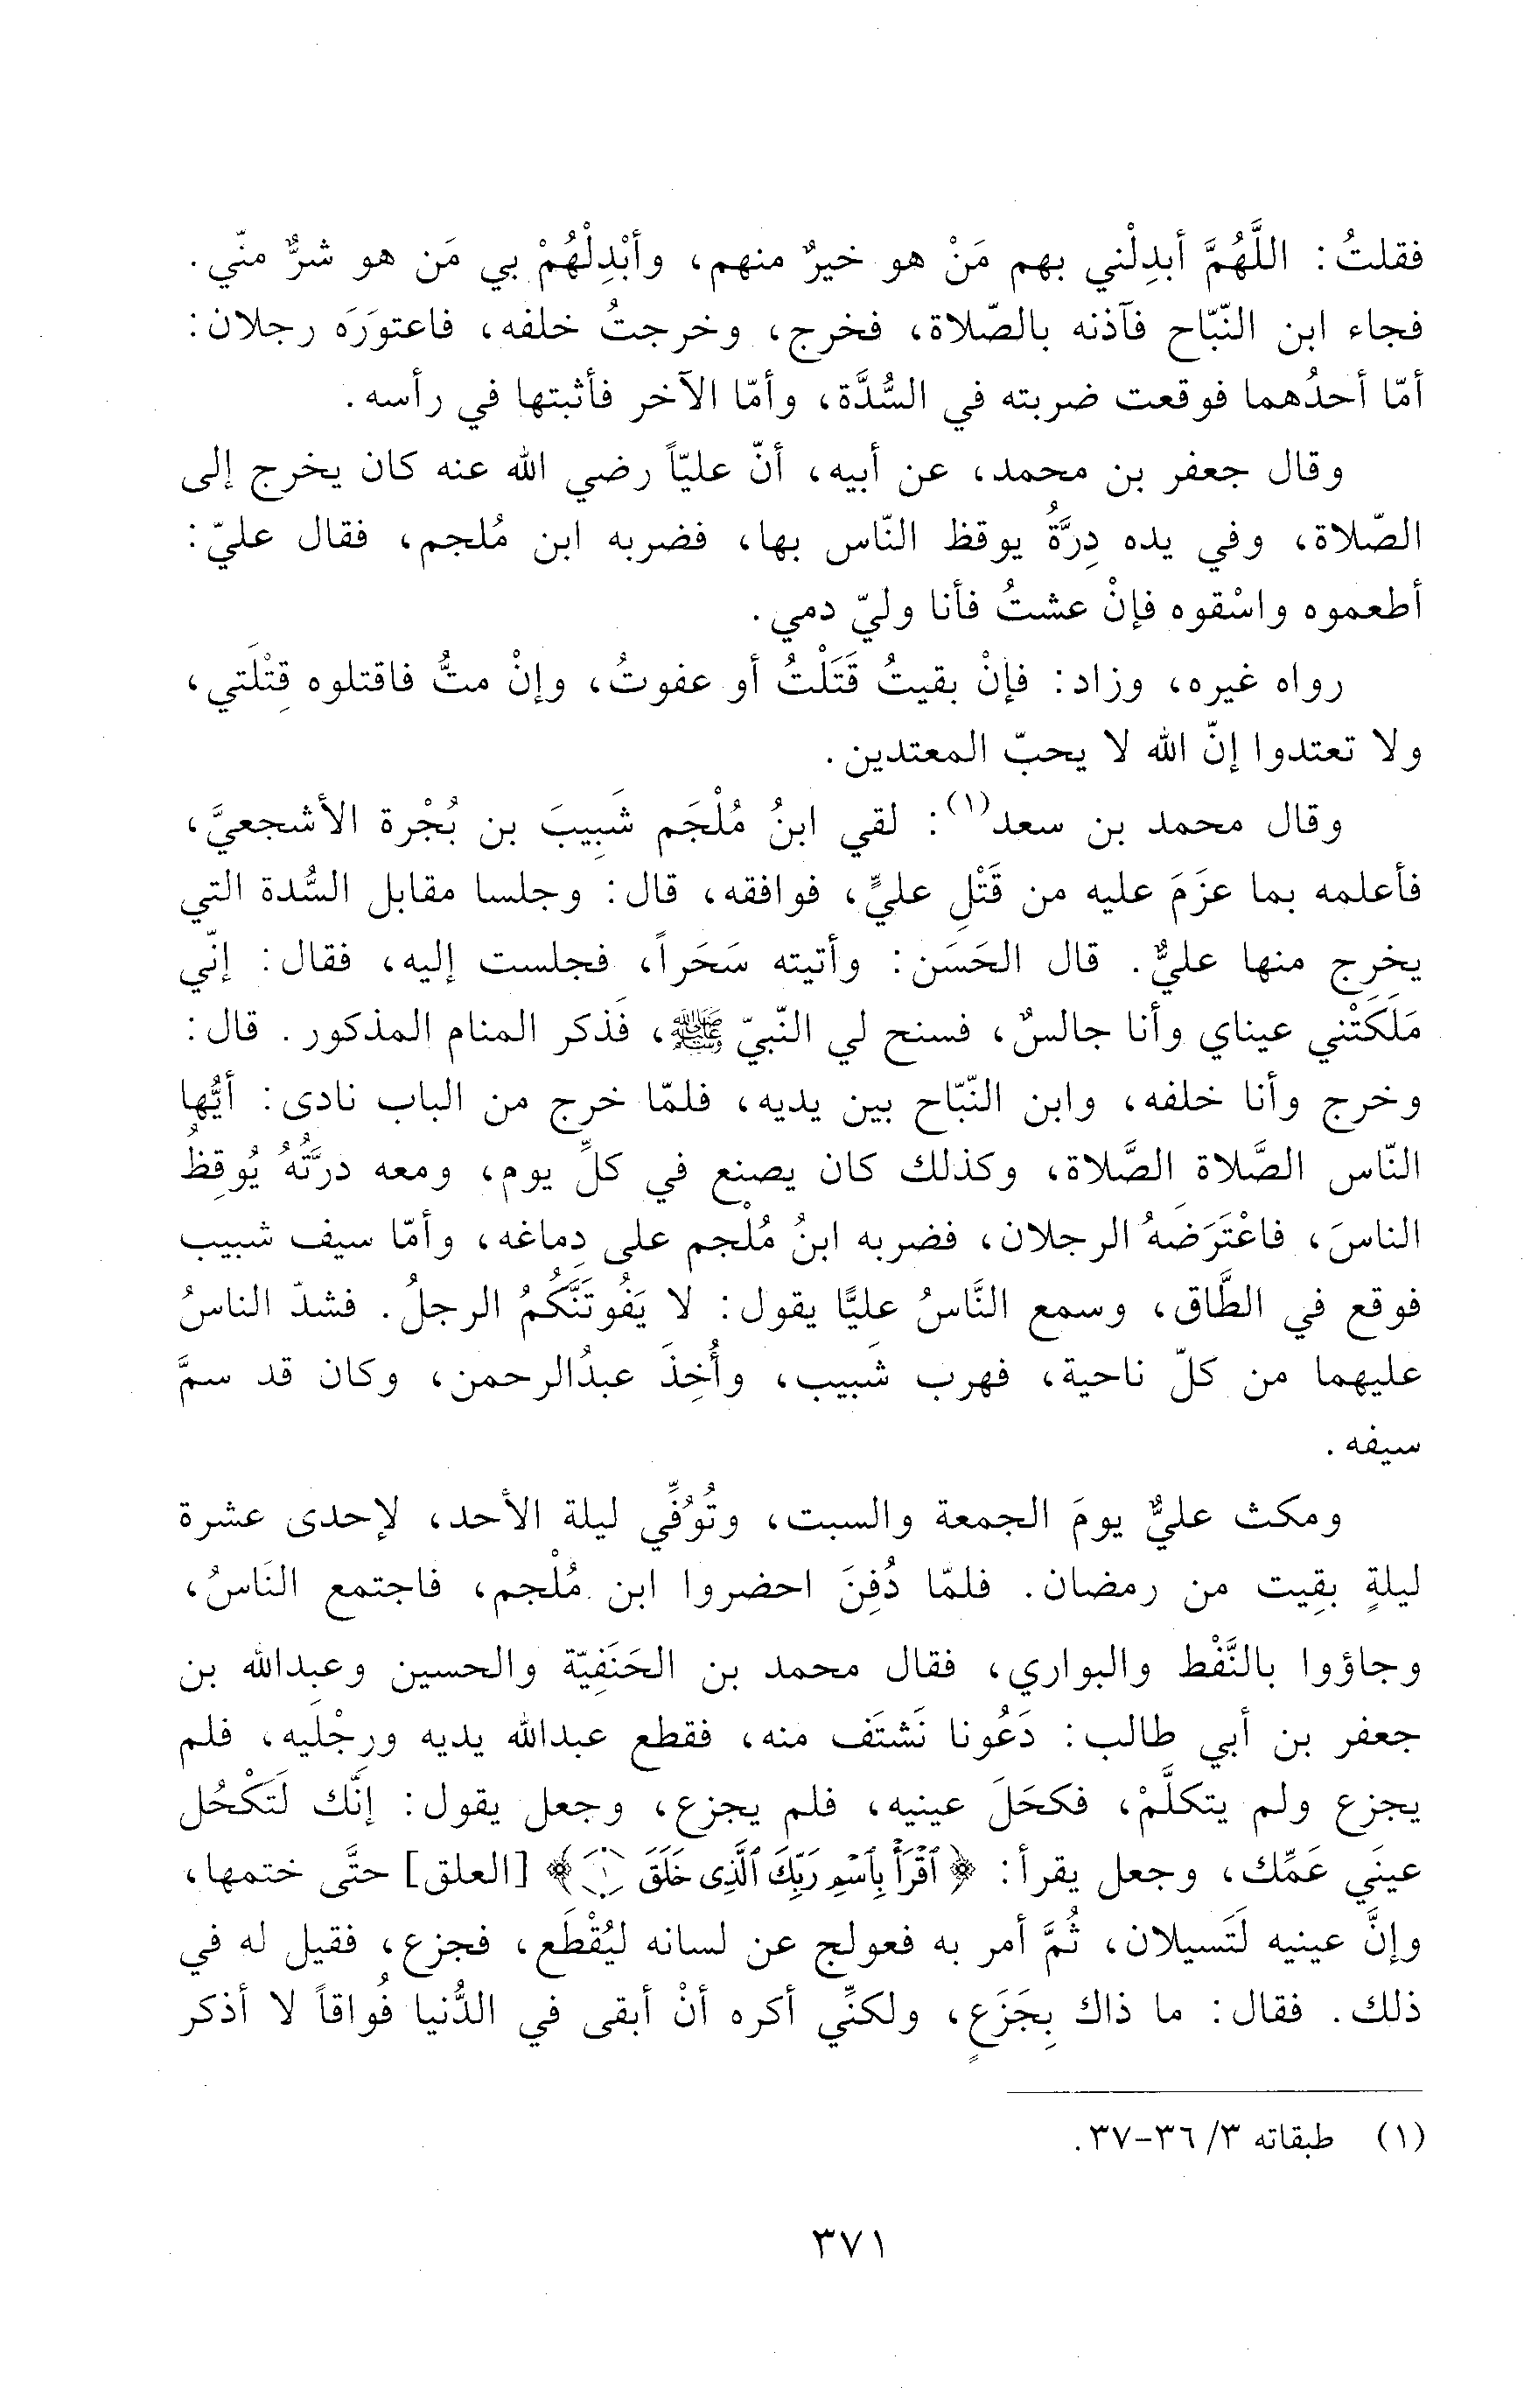 فقلتُ: اللَّهُمَّ أبدِلْني بهم مَنْ هو خيرٌ منهم، وأبْدِلْهُمْ بي مَن هو شرٌّ منّي.
فجاء ابن النّبّاح فآذنه بالصّلاة، فخرج، وخرجتُ خلفه، فاعتوَرَه رجلان:
أمّا أحدُهما فوقعت ضربته في السُّدَّة، وأمّا الآخر فأثبتها في رأسه.
وقال جعفر بن محمد، عن أبيه، أنّ عليّاً رضي الله عنه كان يخرج إلى
الصّلاة، وفي يده دِرَّةٌ يوقظ النّاس بها، فضربه ابن مُلجم، فقال عليّ:
أطعموه واسْقوه فإنْ عشتُ فأنا وليّ دمي.
رواه غيره، وزاد: فإنْ بقيتُ قَتَلْتُ أو عفوتُ، وإنْ متُّ فاقتلوه قِتْلَتي،
ولا تعتدوا إنّ الله لا يحبّ المعتدين.
وقال محمد بن سعد(١): لقي ابنُ مُلْجَم شَبِيبَ بن بُجْرة الأشجعيَّ،
فأعلمه بما عزَمَ عليه من قَتْلِ عليٍّ، فوافقه، قال: وجلسا مقابل السُّدة التي
يخرج منها عليٌّ. قال الحَسَن: وأتيته سَحَراً، فجلست إليه، فقال: إنّي
مَلَكَتْني عيناي وأنا جالسٌ، فسنح لي النّبيّ ﷺ، فَذكر المنام المذكور. قال:
وخرج وأنا خلفه، وابن النّبّاح بين يديه، فلمّا خرج من الباب نادى: أيُّها
النّاس الصَّلاة الصَّلاة، وكذلك كان يصنع في كلِّ يوم، ومعه درَّتُهُ يُوقِظُ
الناسَ، فاعْتَرَضَهُ الرجلان، فضربه ابنُ مُلْجم على دِماغه، وأمّا سيف شبيب
فوقع في الطَّاق، وسمع النَّاسُ عليًّا يقول: لا يَفُوتَنَّكُمُ الرجلُ. فشدّ الناسُ
عليهما من كلّ ناحية، فهرب شَبيب، وأُخِذَ عبدُالرحمن، وكان قد سمَّ
سيفه.
ومكث عليٌّ يومَ الجمعة والسبت، وتُوُفِّي ليلة الأحد، لإحدى عشرة
ليلةٍ بقِيت من رمضان. فلمّا دُفِنَ احضروا ابن مُلْجم، فاجتمع النَاسُ،
وجاؤوا بالنَّفْط والبواري، فقال محمد بن الحَنَفِيّة والحسين وعبدالله بن
جعفر بن أبي طالب: دَعُونا نَشتَف منه، فقطع عبدالله يديه ورِجْلَيه، فلم
يجزع ولم يتكلَّمْ، فكحَلَ عينيه، فلم يجزع، وجعل يقول: إنَّك لَتَكْحُل
عينَي عَمِّك، وجعل يقرأ: ﴿ٱقْرَأْ بِٱسْمِ رَبِّكَ ٱلَّذِى خَلَقَ ١﴾ [العلق] حتَّى ختمها،
وإنَّ عينيه لَتَسيلان، ثُمَّ أمر به فعولج عن لسانه ليُقْطَع، فجزع، فقيل له في
ذلك. فقال: ما ذاك بِجَزَعٍ، ولكنِّي أكره أنْ أبقى في الدُّنيا فُواقاً لا أذكر
(١) طبقاته ٣/ ٣٦-٣٧.
٣٧١